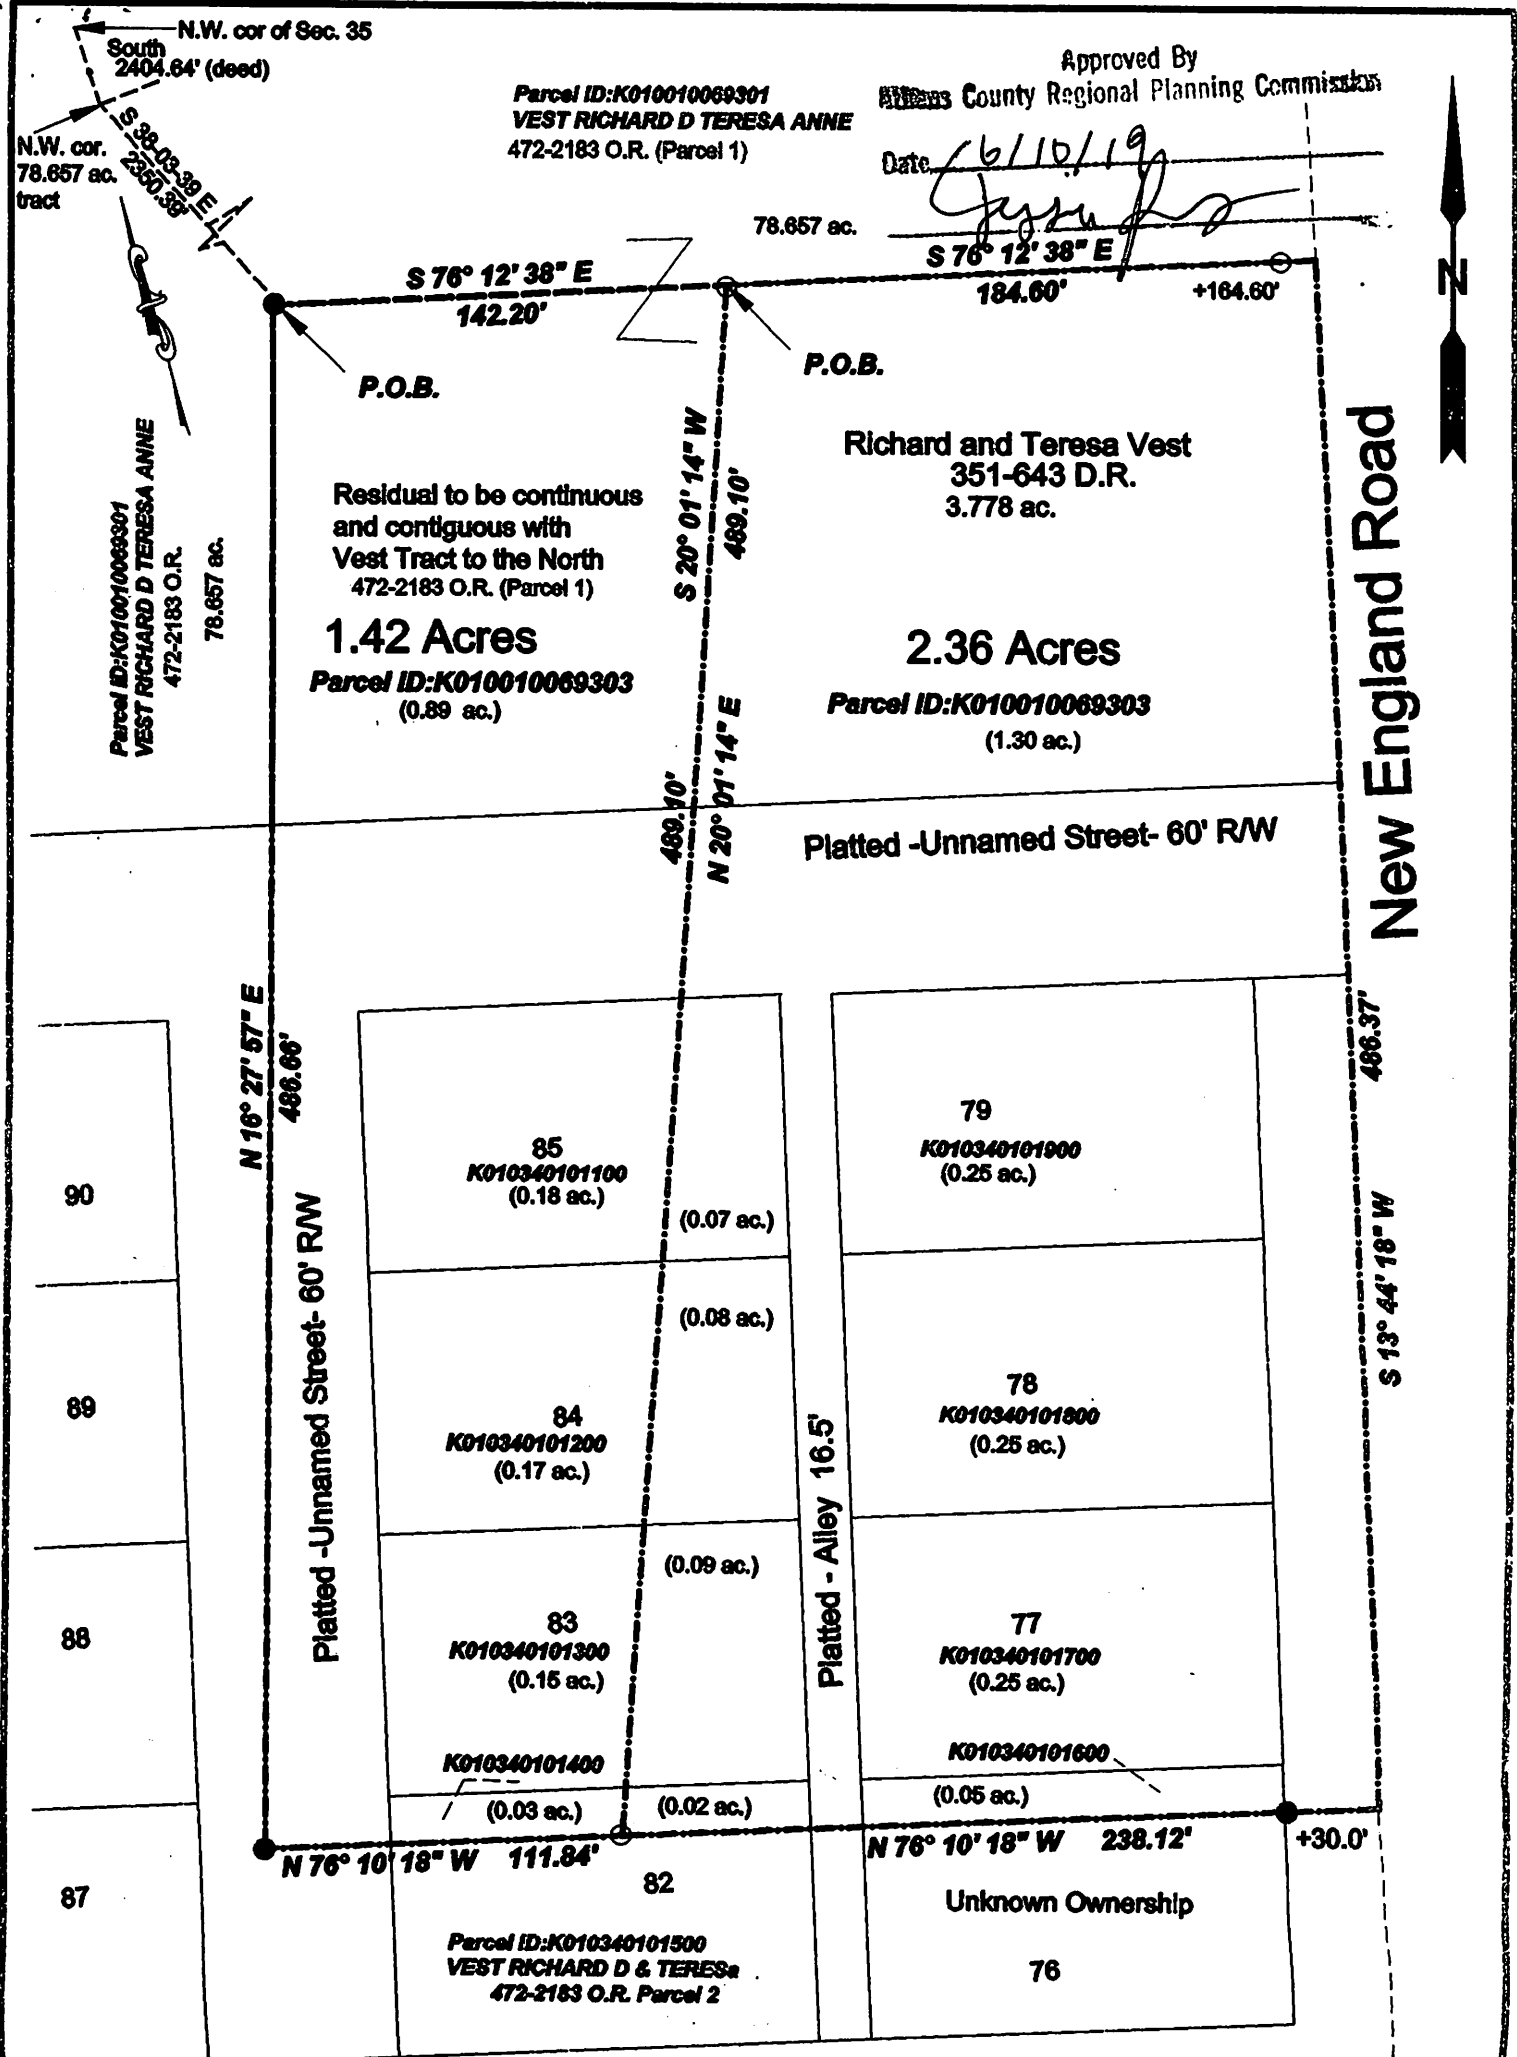 N.W. cor of Sec. 35
South
2404.64' (deed)
N.W. cor.
78.657 ac.
tract
S 38-03-39 E
2350.39'
Parcel ID:K010010069301
VEST RICHARD D TERESA ANNE
472-2183 O.R. (Parcel 1)
78.657 ac.
Approved By
Athens County Regional Planning Commission
Date 6/10/19
N
S 76° 12' 38" E
142.20'
S 76° 12' 38" E
184.60'
+164.60'
P.O.B.
P.O.B.
Parcel ID:K010010069301
VEST RICHARD D TERESA ANNE
472-2183 O.R.
78.657 ac.
Residual to be continuous
and contiguous with
Vest Tract to the North
472-2183 O.R. (Parcel 1)
1.42 Acres
Parcel ID:K010010069303
(0.89 ac.)
S 20° 01' 14" W
489.10'
Richard and Teresa Vest
351-643 D.R.
3.778 ac.
2.36 Acres
Parcel ID:K010010069303
(1.30 ac.)
489.10'
N 20° 01' 14" E
New England Road
Platted -Unnamed Street- 60' R/W
N 16° 27' 57" E
486.66'
486.37'
S 13° 44' 18" W
Platted -Unnamed Street- 60' R/W
Platted - Alley 16.5'
90
89
88
87
85
K010340101100
(0.18 ac.)
(0.07 ac.)
79
K010340101900
(0.25 ac.)
(0.08 ac.)
84
K010340101200
(0.17 ac.)
78
K010340101800
(0.25 ac.)
(0.09 ac.)
83
K010340101300
(0.15 ac.)
77
K010340101700
(0.25 ac.)
K010340101400
(0.03 ac.)
(0.02 ac.)
K010340101600
(0.05 ac.)
N 76° 10' 18" W 111.84'
N 76° 10' 18" W 238.12'
+30.0'
82
Parcel ID:K010340101500
VEST RICHARD D & TERESa
472-2183 O.R. Parcel 2
Unknown Ownership
76